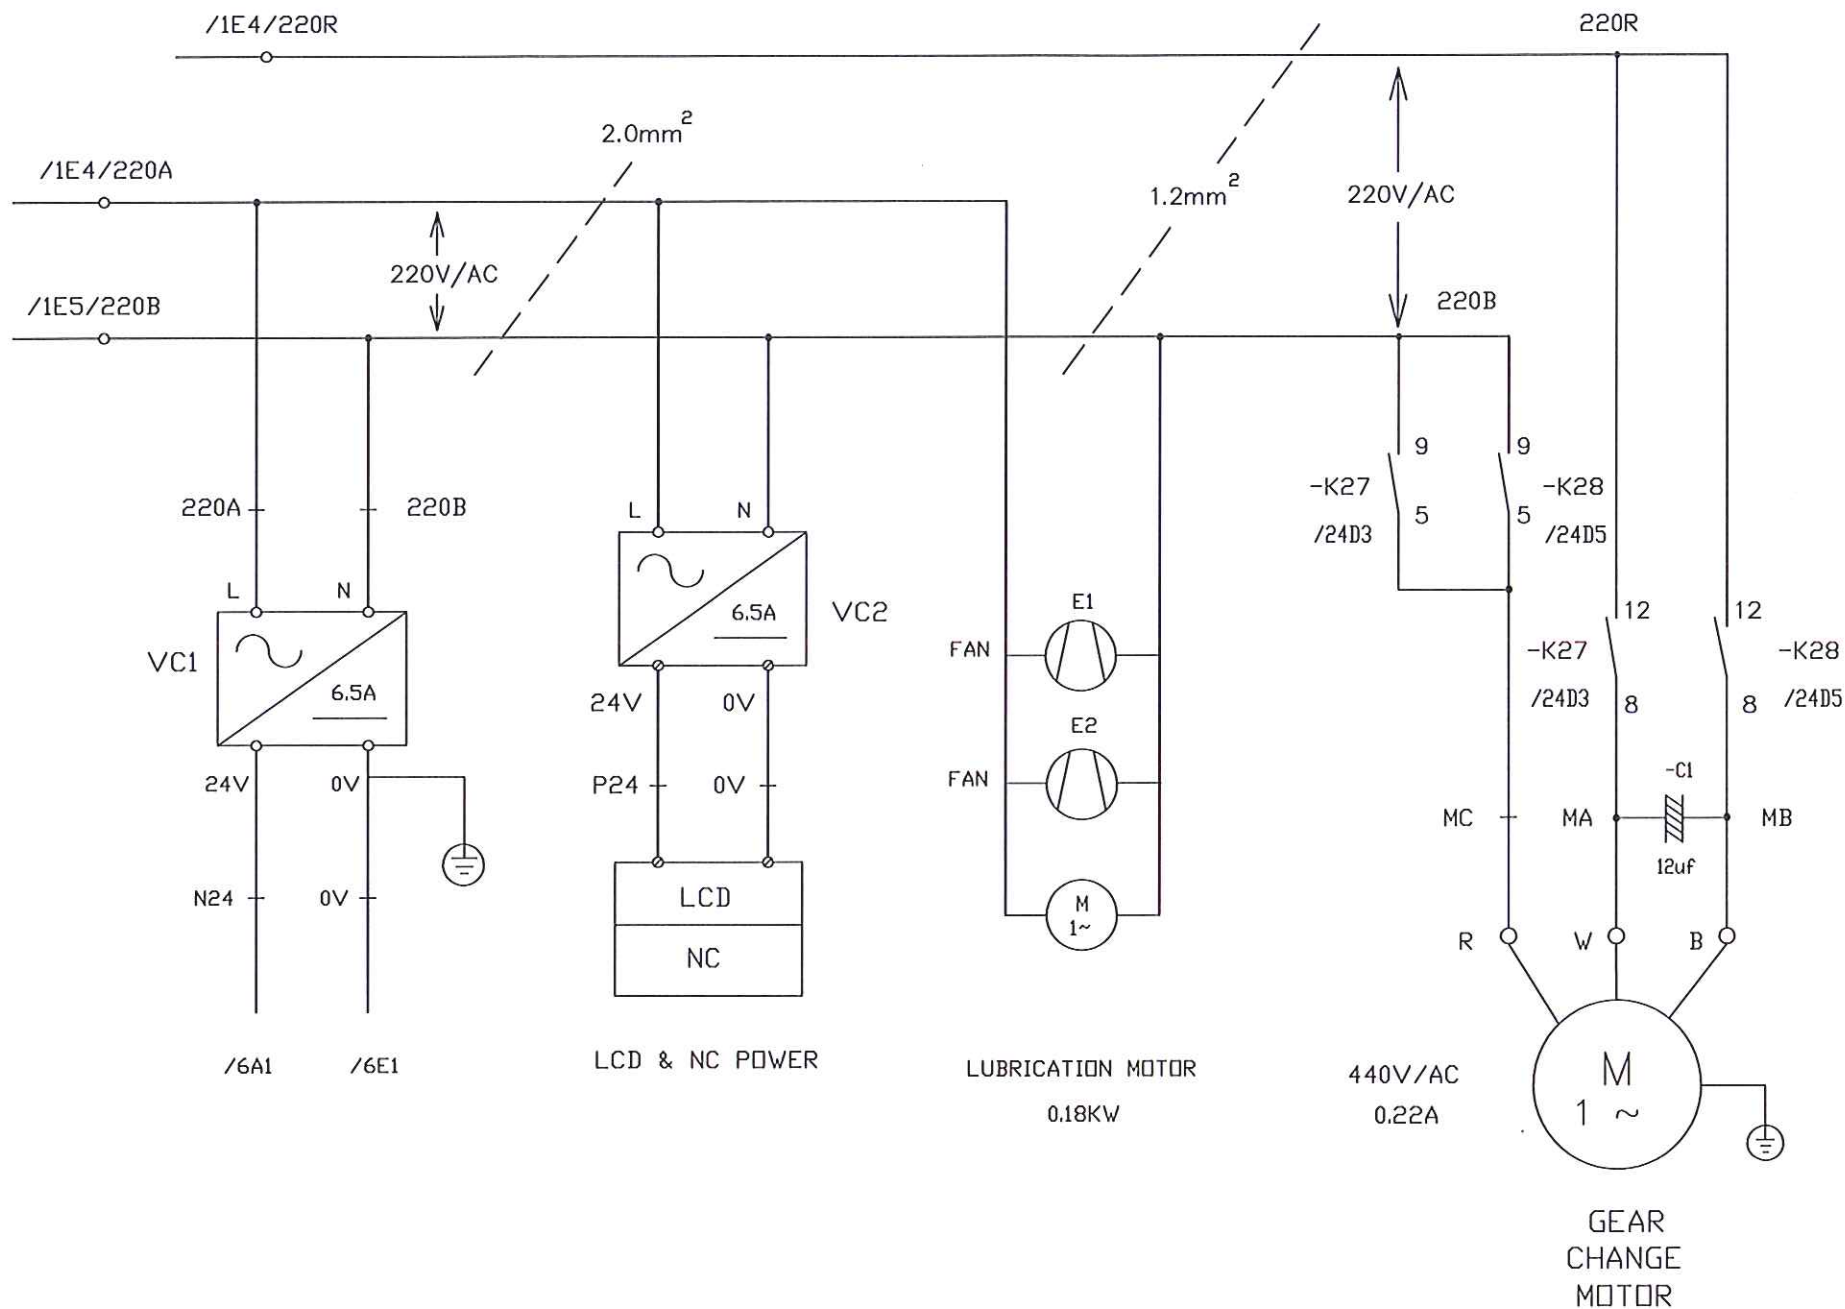 /1E4/220R
220R
2.0mm²
/1E4/220A
1.2mm²
220V/AC
220V/AC
/1E5/220B
220B
9
9
-K27
-K28
5
5
/24D3
/24D5
220A
220B
L
N
L
N
6.5A
VC2
E1
12
12
FAN
-K27
-K28
VC1
6.5A
24V
0V
/24D3
8
8
/24D5
E2
24V
0V
P24
0V
FAN
-C1
MC
MA
MB
12uf
N24
0V
LCD
M
1~
NC
R
W
B
/6A1
/6E1
LCD & NC POWER
LUBRICATION MOTOR
0.18KW
440V/AC
0.22A
M
1 ~
GEAR
CHANGE
MOTOR